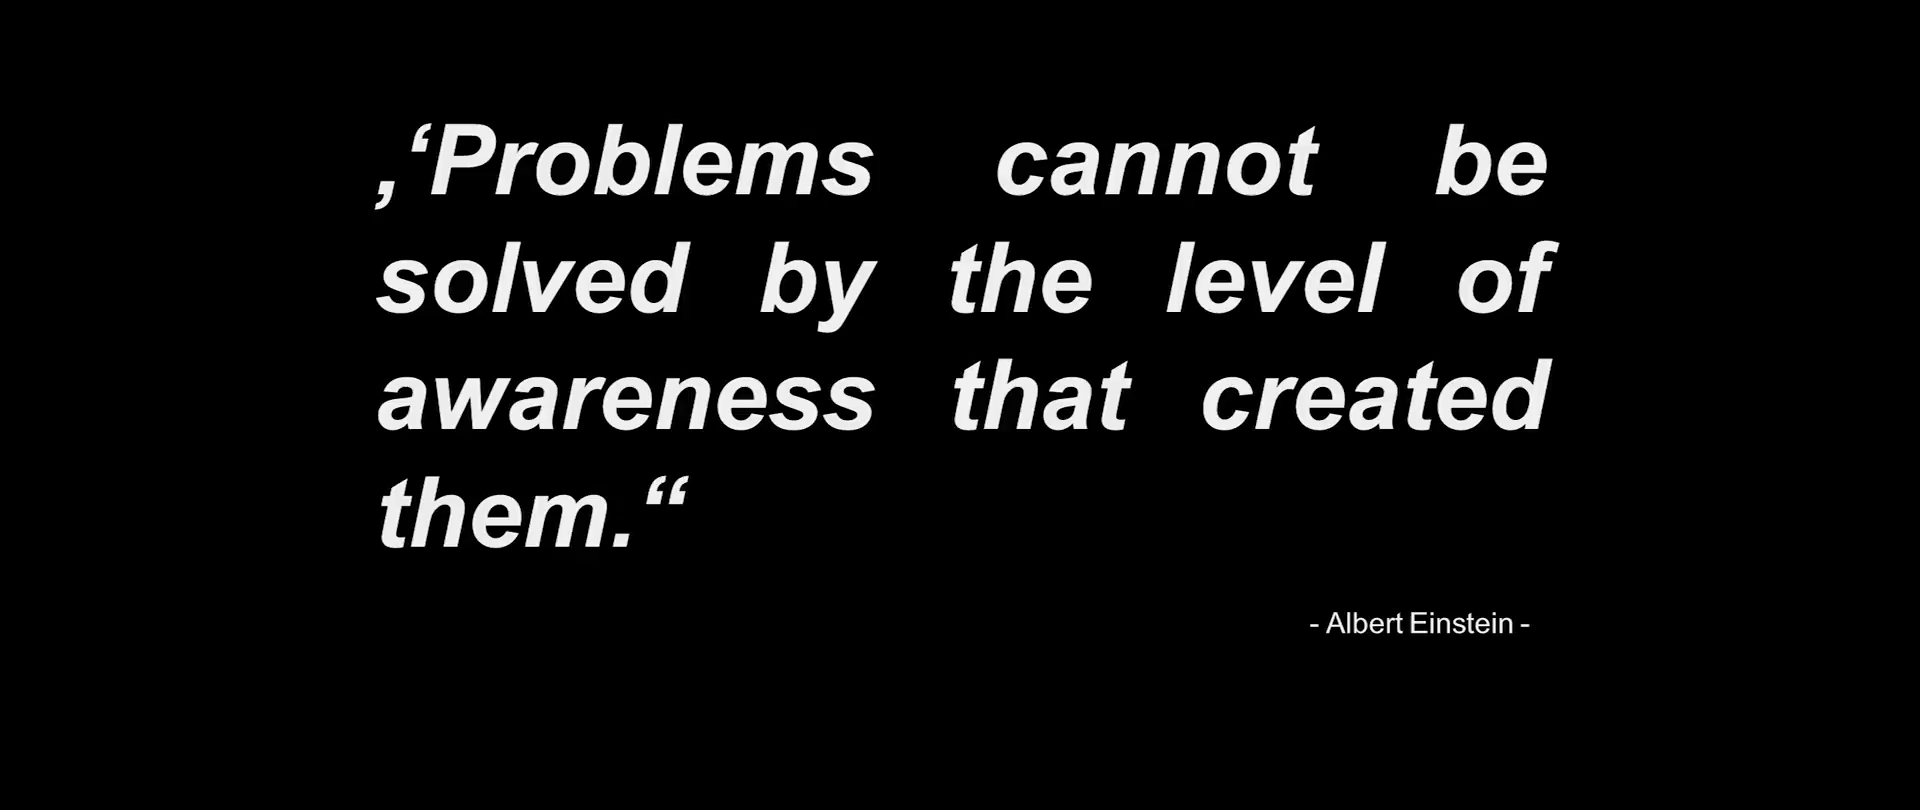 ‚‘Problems cannot be
solved by the level of
awareness that created
them.“
- Albert Einstein -